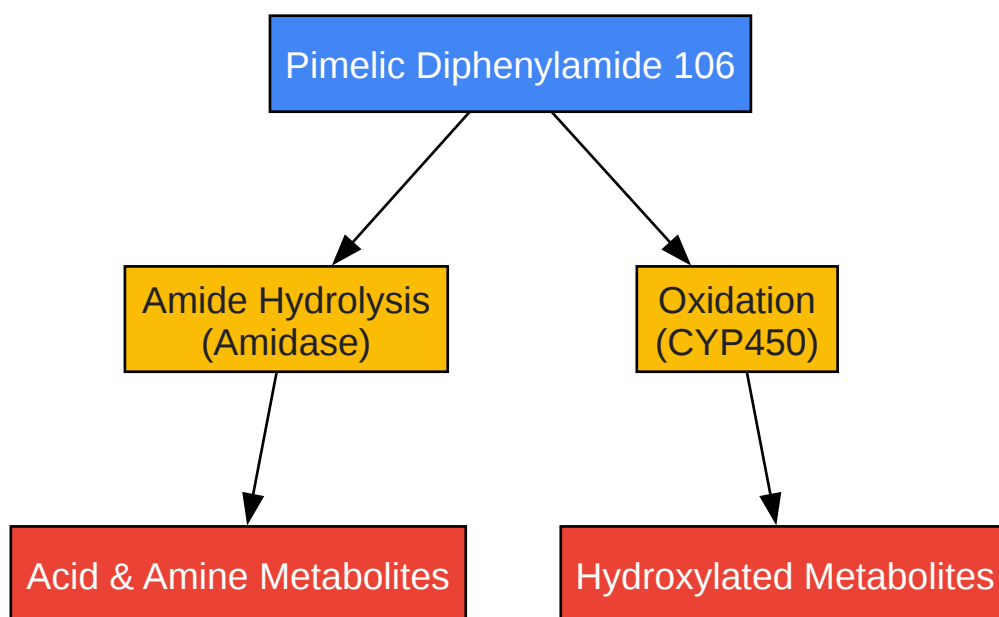 Pimelic Diphenylamide 106
Amide Hydrolysis
(Amidase)
Oxidation
(CYP450)
Acid & Amine Metabolites
Hydroxylated Metabolites